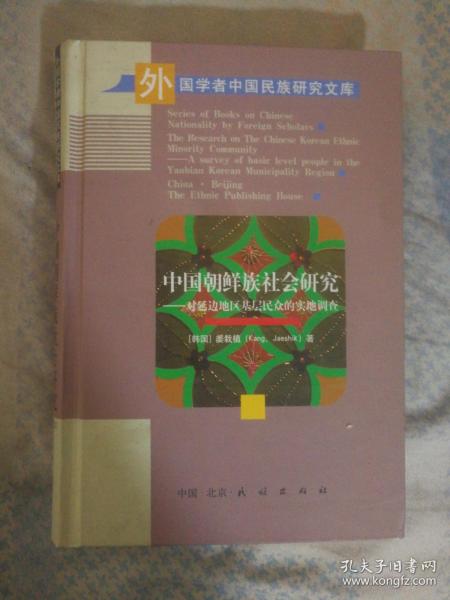 外国学者中国民族研究文库
Series of Books on Chinese
Nationality by Foreign Scholars
The Research on The Chinese Korean Ethnic
Minority Community
——A survey of basic level people in the
Yanbian Korean Municipality Region
China · Beijing
The Ethnic Publishing House
中国朝鲜族社会研究
——对延边地区基层民众的实地调查
[韩国] 姜栽植 (Kang, Jaeshik) 著
中国·北京·民族出版社
孔夫子旧书网
www.kongfz.com